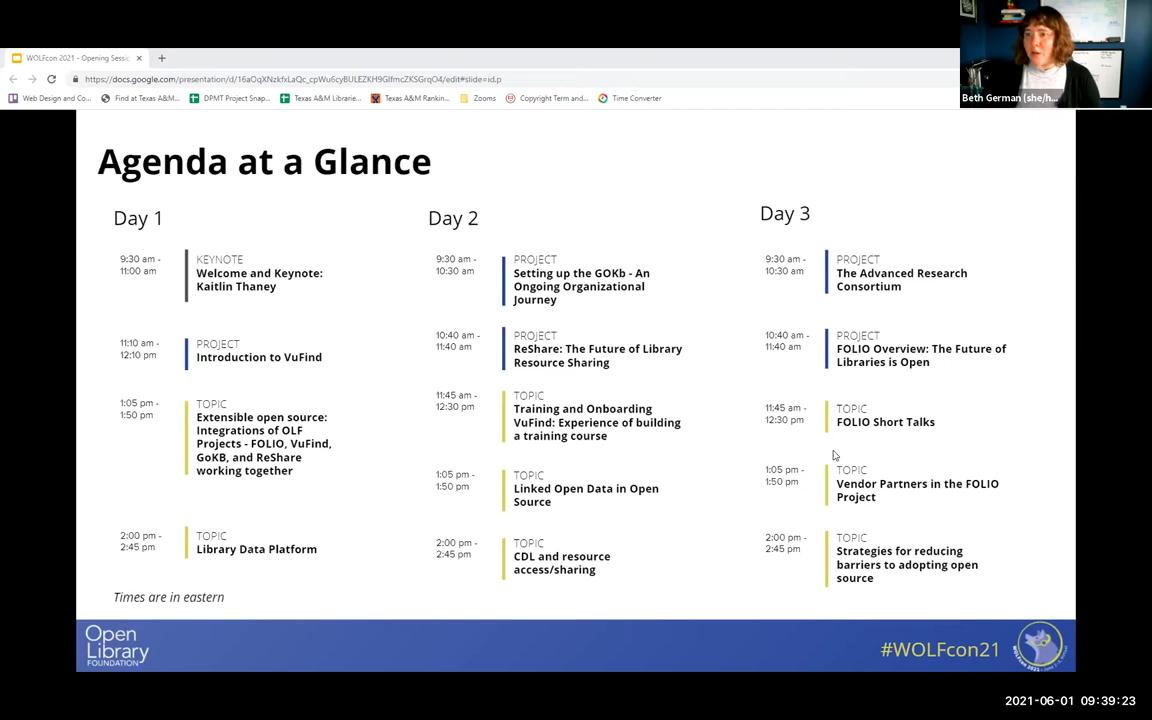 WOLFcon 2021 - Opening Sessi
https://docs.google.com/presentation/d/16aOqXNzkfxLaQc_cpWu6cyBULEZKH9GIfmcZKSGrqO4/edit#slide=id.p
Web Design and Co...
Find at Texas A&M...
DPMT Project Snap...
Texas A&M Librarie...
Texas A&M Rankin...
Zooms
Copyright Term and...
Time Converter
Beth German (she/h...
Agenda at a Glance
Day 1
9:30 am -
11:00 am
KEYNOTE
Welcome and Keynote:
Kaitlin Thaney
11:10 am -
12:10 pm
PROJECT
Introduction to VuFind
1:05 pm -
1:50 pm
TOPIC
Extensible open source:
Integrations of OLF
Projects - FOLIO, VuFind,
GoKB, and ReShare
working together
2:00 pm -
2:45 pm
TOPIC
Library Data Platform
Times are in eastern
Day 2
9:30 am -
10:30 am
PROJECT
Setting up the GOKb - An
Ongoing Organizational
Journey
10:40 am -
11:40 am
PROJECT
ReShare: The Future of Library
Resource Sharing
11:45 am -
12:30 pm
TOPIC
Training and Onboarding
VuFind: Experience of building
a training course
1:05 pm -
1:50 pm
TOPIC
Linked Open Data in Open
Source
2:00 pm -
2:45 pm
TOPIC
CDL and resource
access/sharing
Day 3
9:30 am -
10:30 am
PROJECT
The Advanced Research
Consortium
10:40 am -
11:40 am
PROJECT
FOLIO Overview: The Future of
Libraries is Open
11:45 am -
12:30 pm
TOPIC
FOLIO Short Talks
1:05 pm -
1:50 pm
TOPIC
Vendor Partners in the FOLIO
Project
2:00 pm -
2:45 pm
TOPIC
Strategies for reducing
barriers to adopting open
source
Open
Library
FOUNDATION
#WOLFcon21
2021-06-01 09:39:23